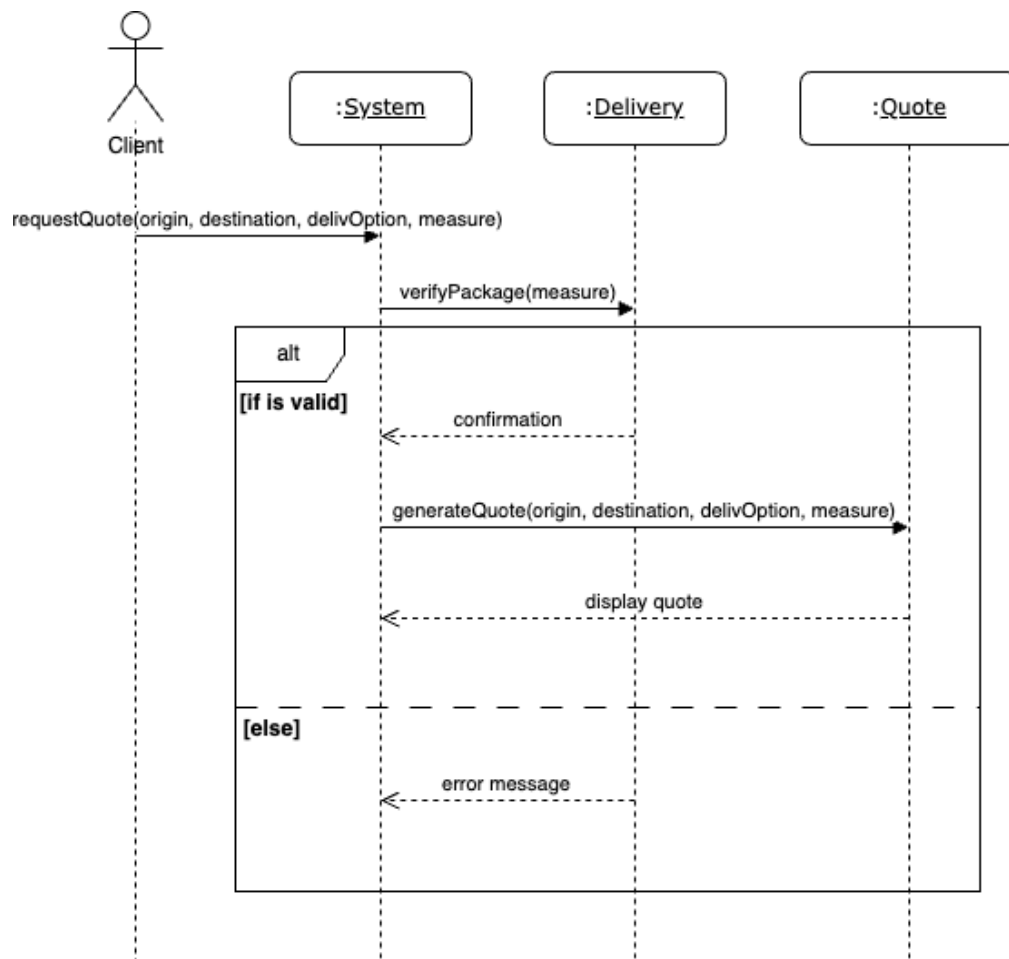 Client
:System
:Delivery
:Quote
requestQuote(origin, destination, delivOption, measure)
verifyPackage(measure)
alt
[if is valid]
confirmation
generateQuote(origin, destination, delivOption, measure)
display quote
[else]
error message